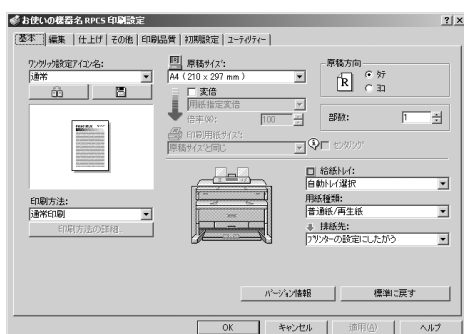 お使いの機器名 RPCS 印刷設定
基本 編集 仕上げ その他 印刷品質 初期設定 ユーティリティー
ワンクリック設定アイコン名:
通常
印刷方法:
通常印刷
印刷方法の詳細...
原稿サイズ:
A4 (210 x 297 mm)
変倍
用紙指定変倍
倍率(%): 100
印刷用紙サイズ:
原稿サイズと同じ
原稿方向
R
タテ
ヨコ
部数: 1
センタリング
給紙トレイ:
自動トレイ選択
用紙種類:
普通紙/再生紙
排紙先:
プリンターの設定にしたがう
バージョン情報 標準に戻す
OK キャンセル 適用(A) ヘルプ